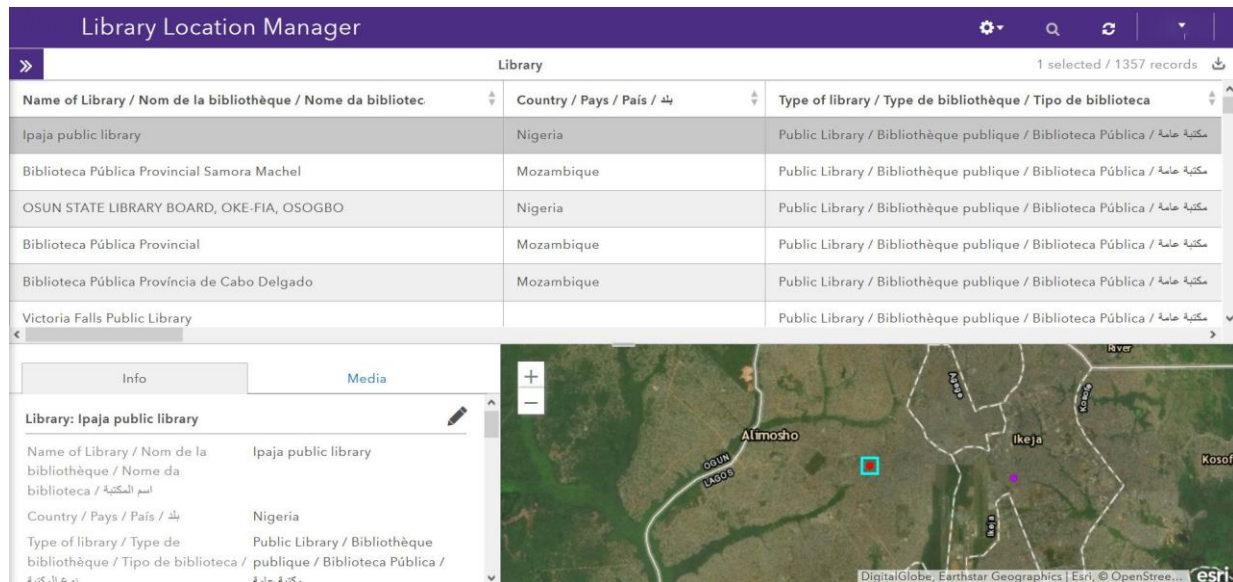 Library Location Manager
Library
1 selected / 1357 records
Name of Library / Nom de la bibliothèque / Nome da bibliotec
Country / Pays / País / بلد
Type of library / Type de bibliothèque / Tipo de biblioteca
Ipaja public library
Nigeria
Public Library / Bibliothèque publique / Biblioteca Pública / مكتبة عامة
Biblioteca Pública Provincial Samora Machel
Mozambique
Public Library / Bibliothèque publique / Biblioteca Pública / مكتبة عامة
OSUN STATE LIBRARY BOARD, OKE-FIA, OSOGBO
Nigeria
Public Library / Bibliothèque publique / Biblioteca Pública / مكتبة عامة
Biblioteca Pública Provincial
Mozambique
Public Library / Bibliothèque publique / Biblioteca Pública / مكتبة عامة
Biblioteca Pública Província de Cabo Delgado
Mozambique
Public Library / Bibliothèque publique / Biblioteca Pública / مكتبة عامة
Victoria Falls Public Library
Public Library / Bibliothèque publique / Biblioteca Pública / مكتبة عامة
Info
Media
Library: Ipaja public library
Name of Library / Nom de la
bibliothèque / Nome da
biblioteca / اسم المكتبة
Ipaja public library
Country / Pays / País / بلد
Nigeria
Type of library / Type de
bibliothèque / Tipo de biblioteca /
Public Library / Bibliothèque
publique / Biblioteca Pública /
River
Agege
Kosofe
Alimosho
Ikeja
OGUN
LAGOS
Kosof
Ikeja
DigitalGlobe, Earthstar Geographics | Esri, © OpenStree...
esri